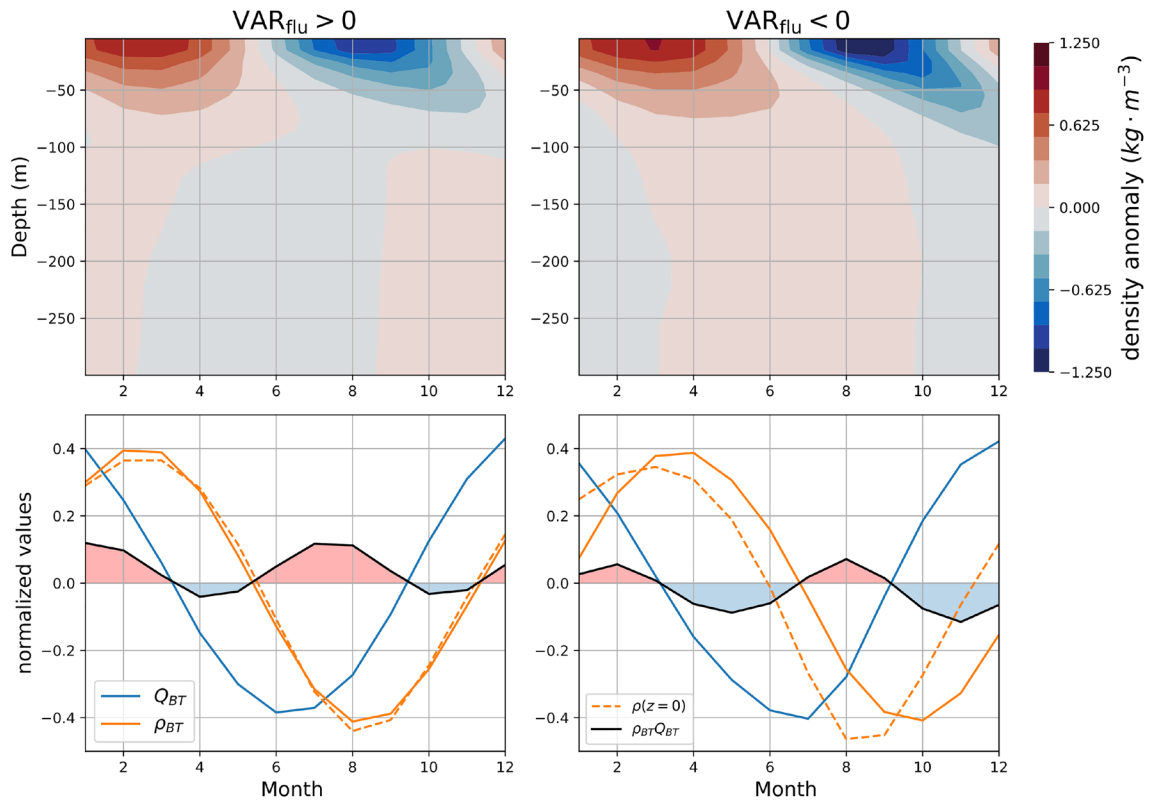 VAR_flu > 0
VAR_flu < 0
Depth (m)
−50
−100
−150
−200
−250
2 4 6 8 10 12
−50
−100
−150
−200
−250
2 4 6 8 10 12
1.250
0.625
0.000
−0.625
−1.250
density anomaly (kg · m⁻³)
normalized values
0.4
0.2
0.0
−0.2
−0.4
Q_BT
ρ_BT
2 4 6 8 10 12
Month
0.4
0.2
0.0
−0.2
−0.4
ρ(z = 0)
ρ_BT Q_BT
2 4 6 8 10 12
Month